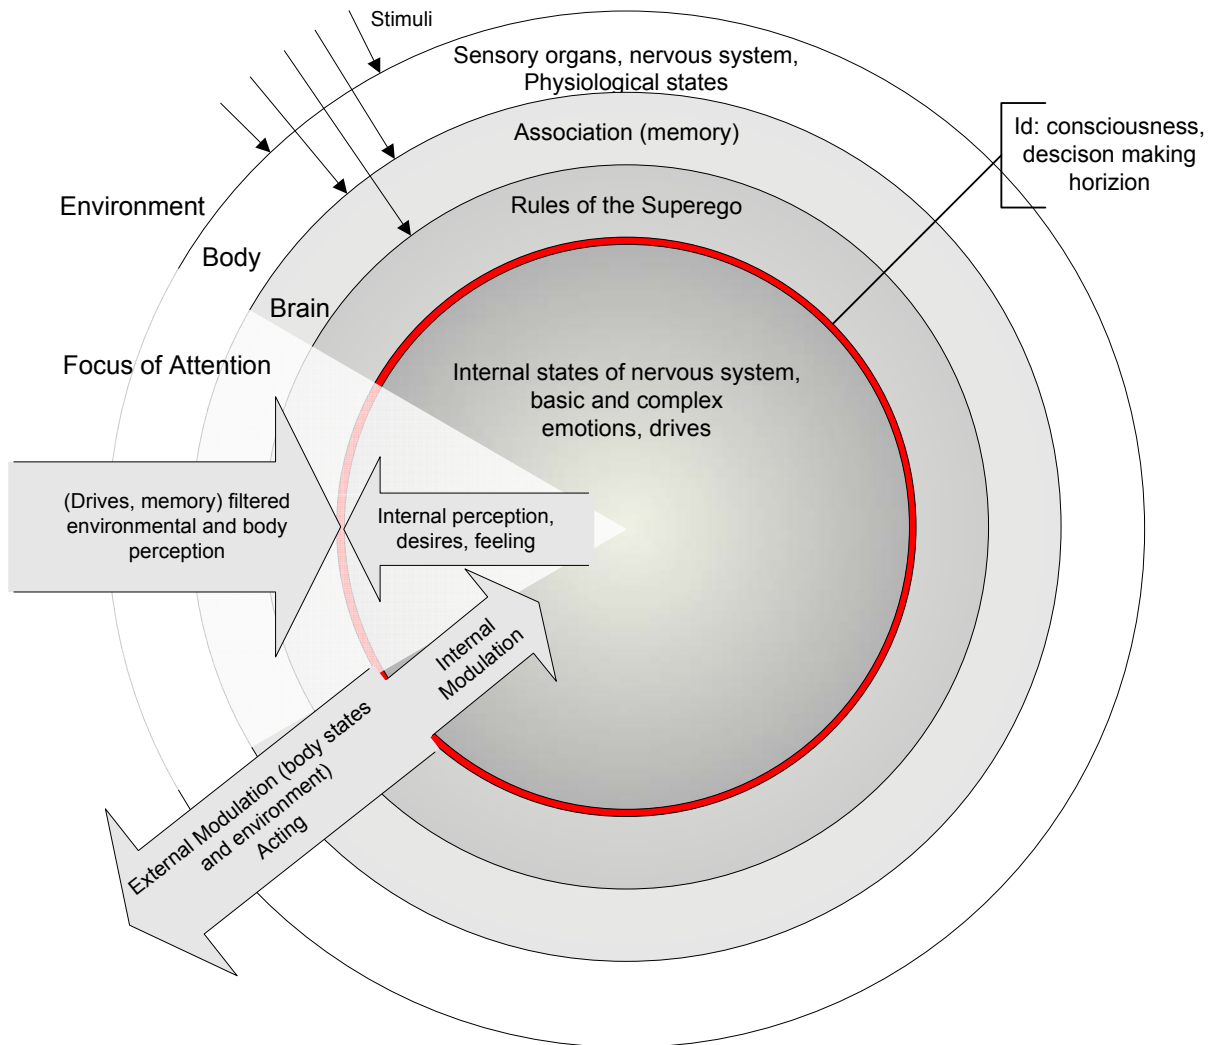 Stimuli
Sensory organs, nervous system,
Physiological states
Association (memory)
Id: consciousness,
descison making
horizion
Rules of the Superego
Environment
Body
Brain
Focus of Attention
Internal states of nervous system,
basic and complex
emotions, drives
(Drives, memory) filtered
environmental and body
perception
Internal perception,
desires, feeling
Internal
Modulation
External Modulation (body states
and environment)
Acting